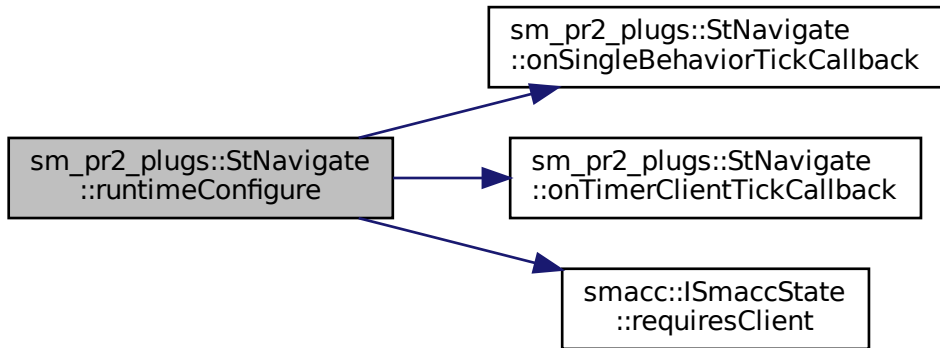 sm_pr2_plugs::StNavigate
::onSingleBehaviorTickCallback
sm_pr2_plugs::StNavigate
::runtimeConfigure
sm_pr2_plugs::StNavigate
::onTimerClientTickCallback
smacc::ISmaccState
::requiresClient